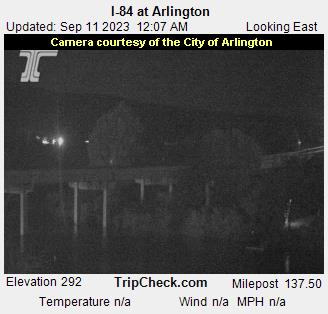 I-84 at Arlington
Updated: Sep 11 2023 12:07 AM Looking East
Camera courtesy of the City of Arlington
Elevation 292 TripCheck.com Milepost 137.50
Temperature n/a Wind n/a MPH n/a